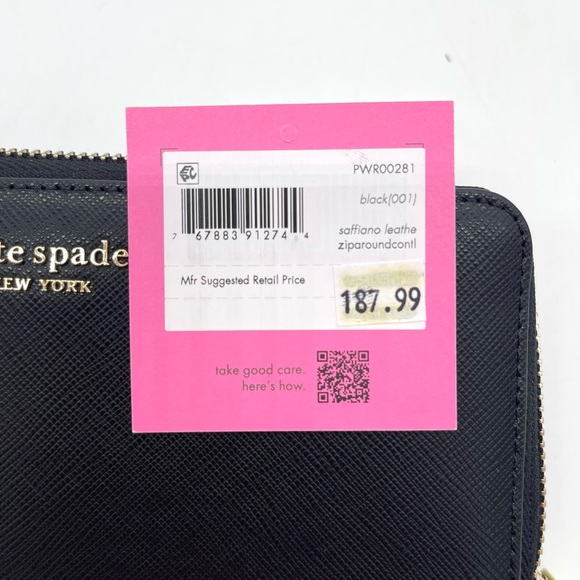 te spade
NEW YORK
PWR00281
black(001)
7 67883 91274 4
saffiano leathe
ziparoundcontl
Mfr Suggested Retail Price
187.99
take good care.
here's how.